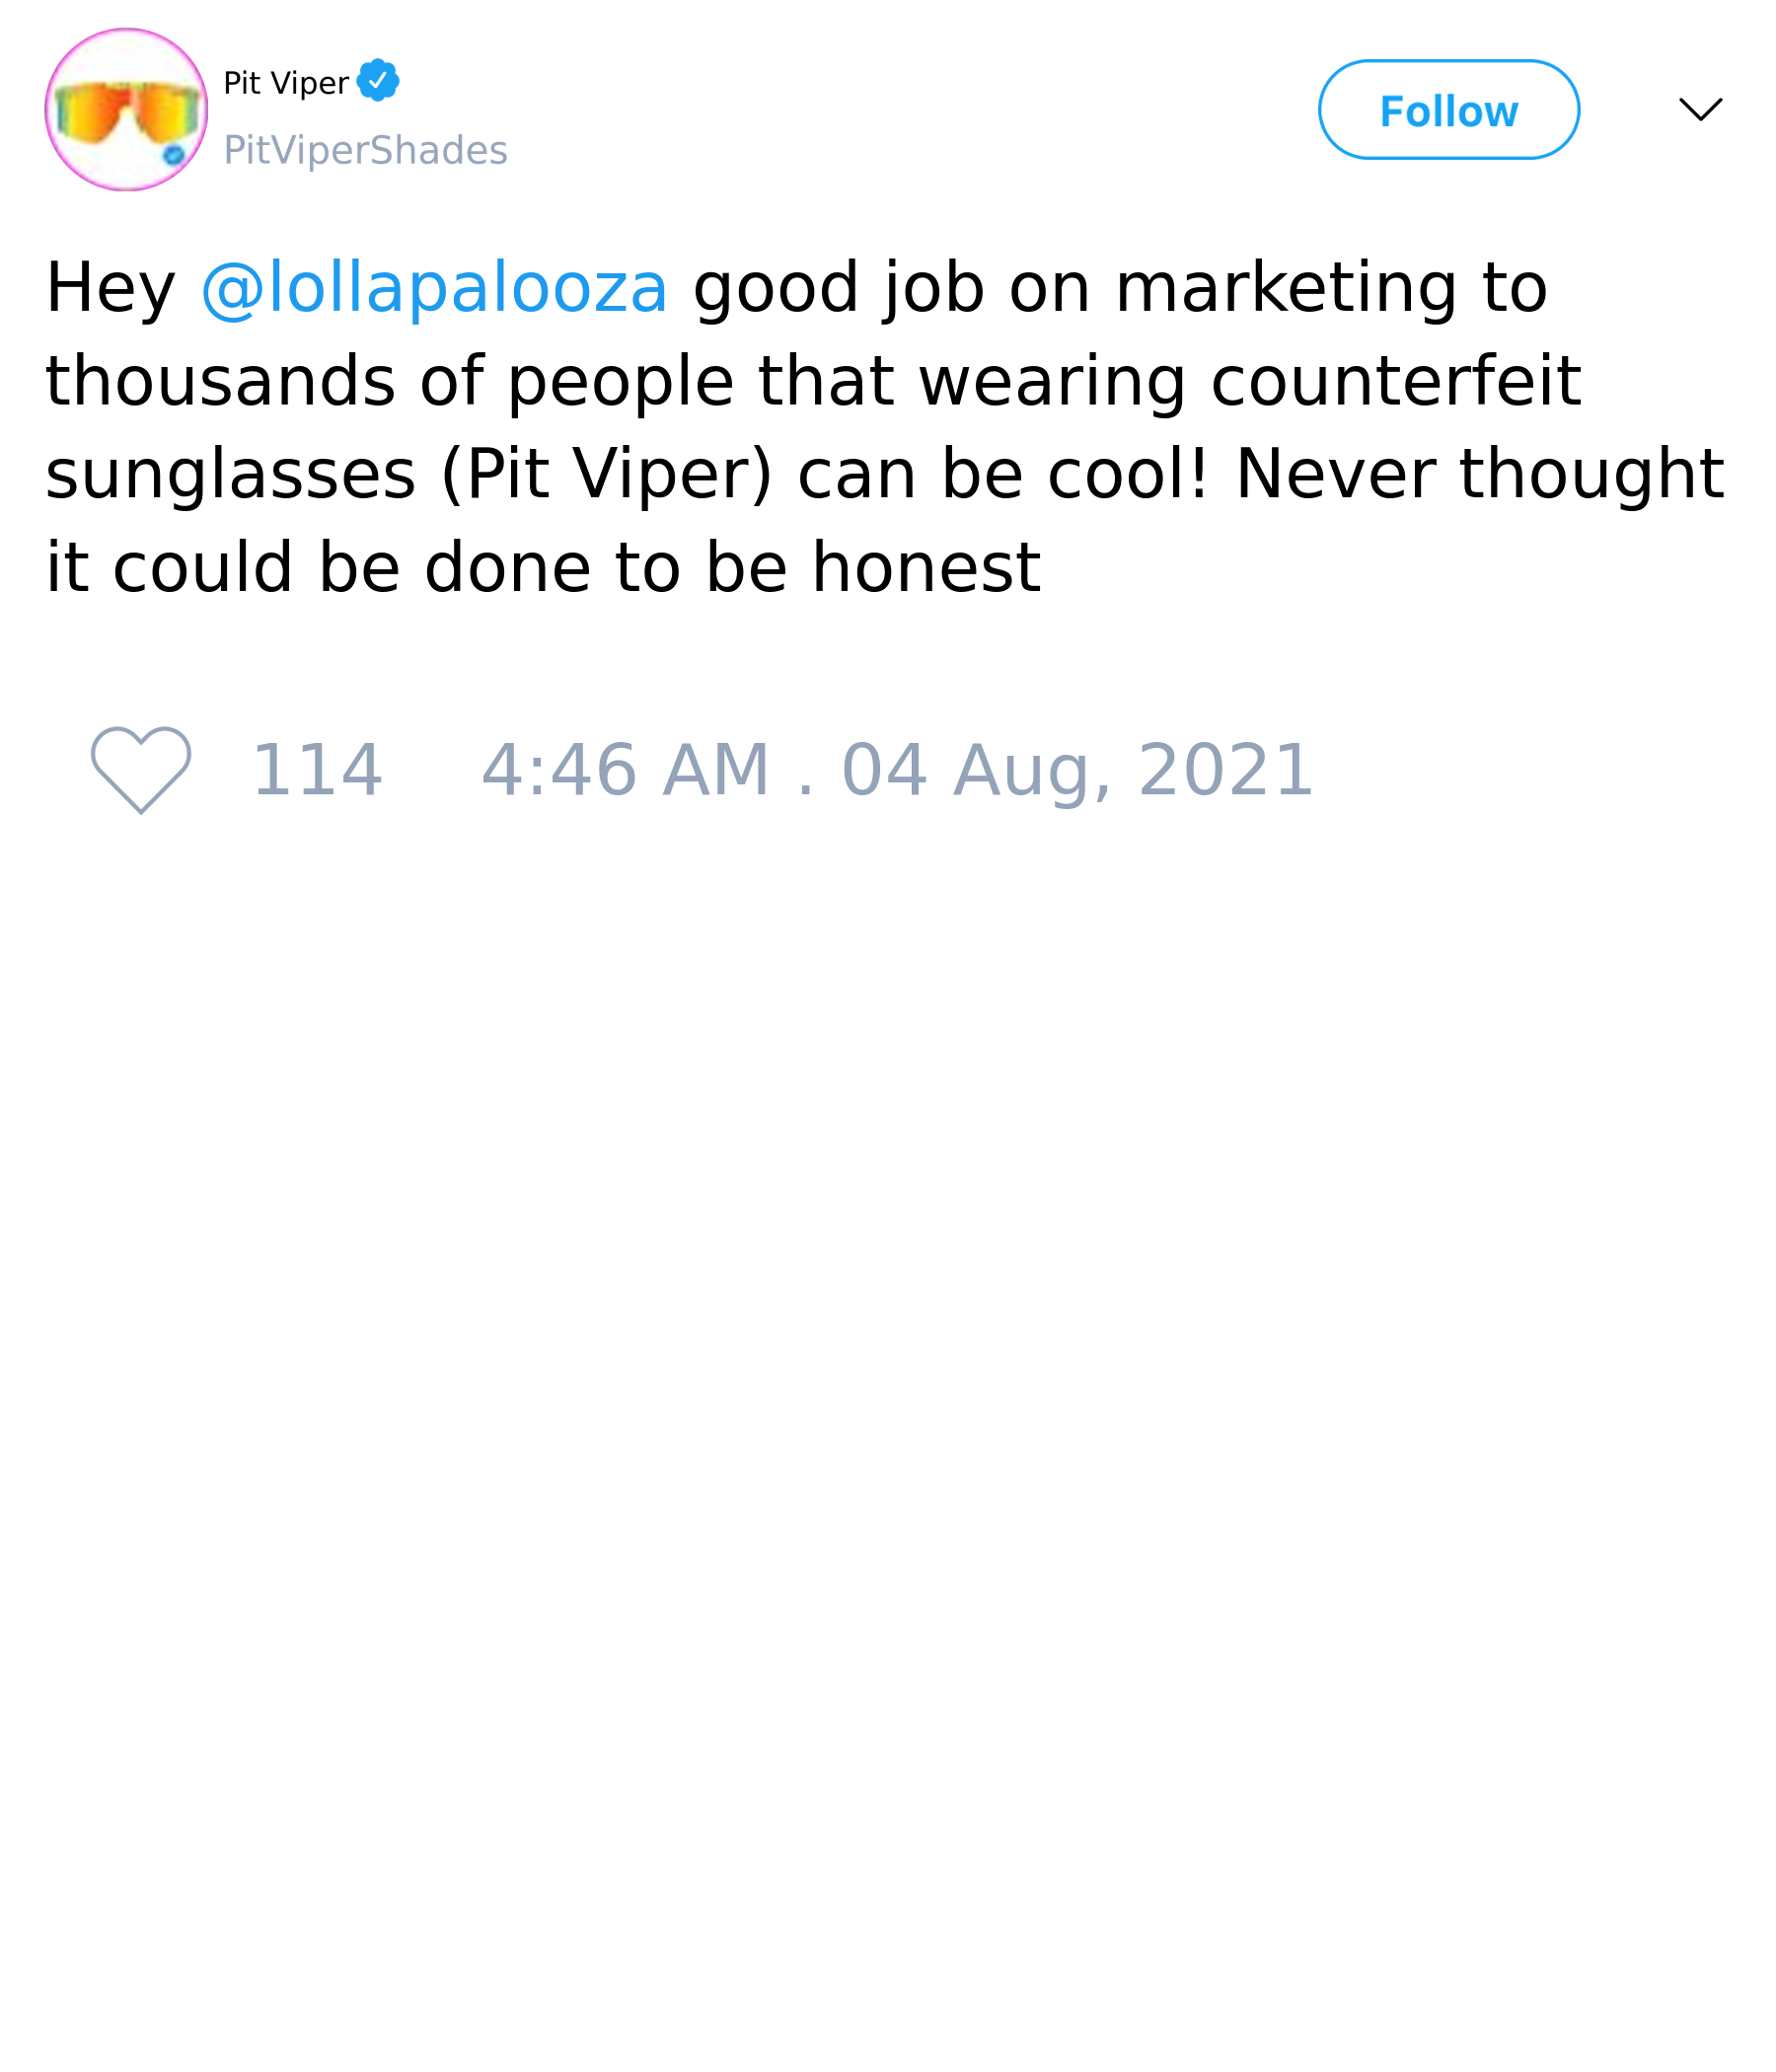 Pit Viper
PitViperShades
Follow
Hey @lollapalooza good job on marketing to
thousands of people that wearing counterfeit
sunglasses (Pit Viper) can be cool! Never thought
it could be done to be honest
114 4:46 AM . 04 Aug, 2021